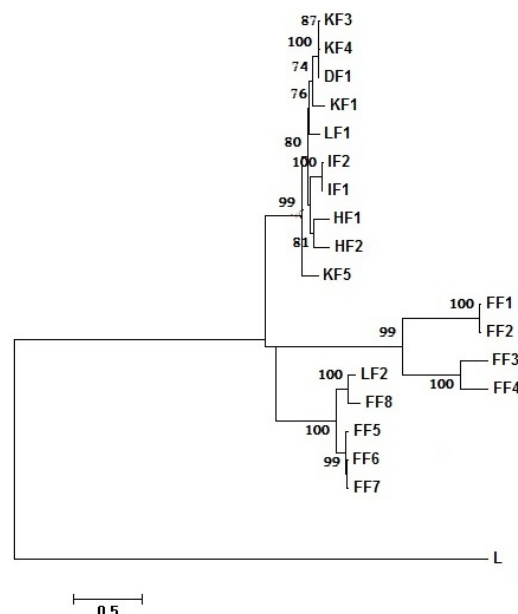 87 KF3
100 KF4
74 DF1
76 KF1
LF1
80
100 IF2
IF1
99 HF1
81 HF2
KF5
100 FF1
99 FF2
FF3
100 LF2 100 FF4
FF8
100 FF5
99 FF6
FF7
L
0.5